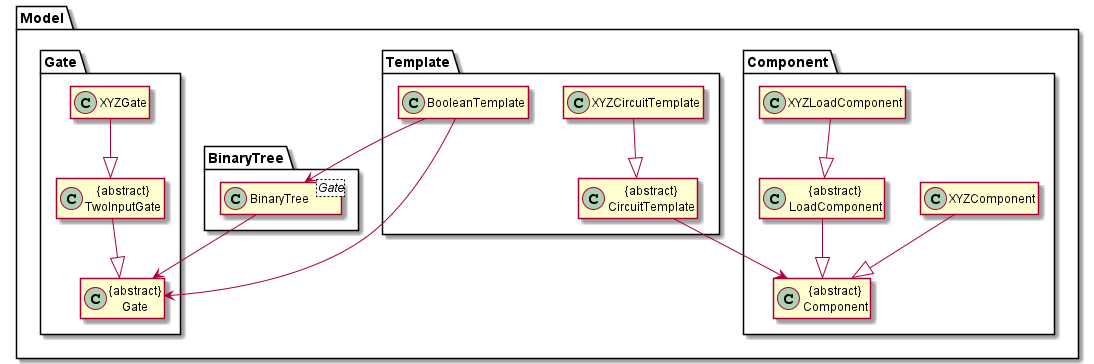 Model
Gate
Template
Component
C XYZGate
C BooleanTemplate
C XYZCircuitTemplate
C XYZLoadComponent
BinaryTree
C {abstract}
TwoInputGate
C BinaryTree
Gate
C {abstract}
CircuitTemplate
C {abstract}
LoadComponent
C XYZComponent
C {abstract}
Gate
C {abstract}
Component